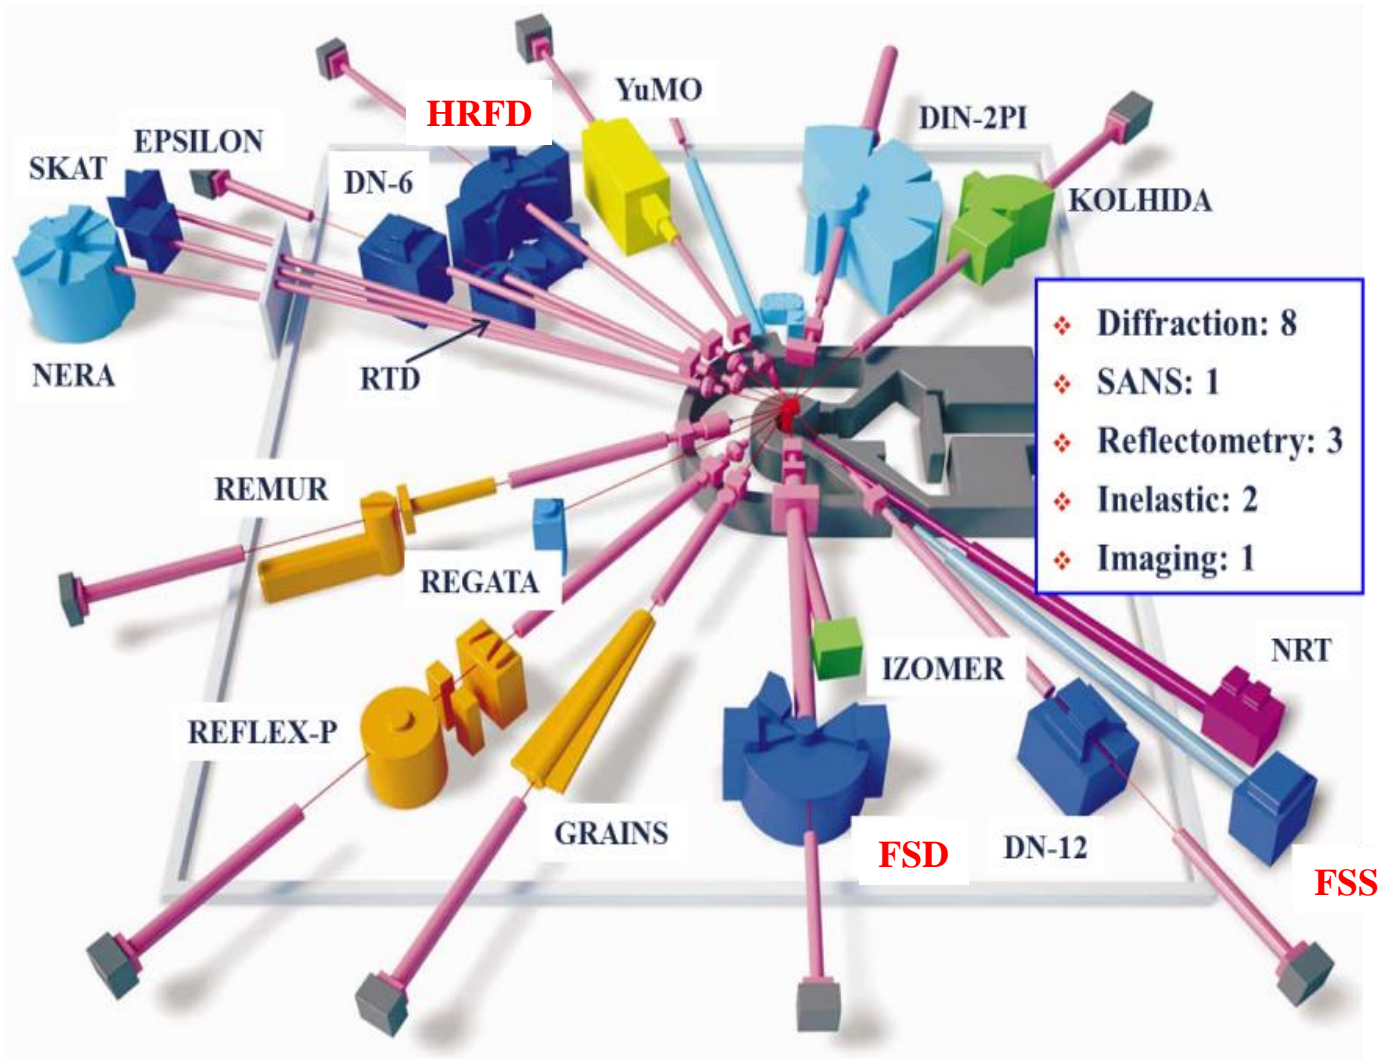 YuMO
HRFD
DIN-2PI
EPSILON
SKAT
DN-6
KOLHIDA
NERA
RTD
❖ Diffraction: 8
❖ SANS: 1
❖ Reflectometry: 3
❖ Inelastic: 2
❖ Imaging: 1
REMUR
REGATA
IZOMER
NRT
REFLEX-P
GRAINS
FSD
DN-12
FSS